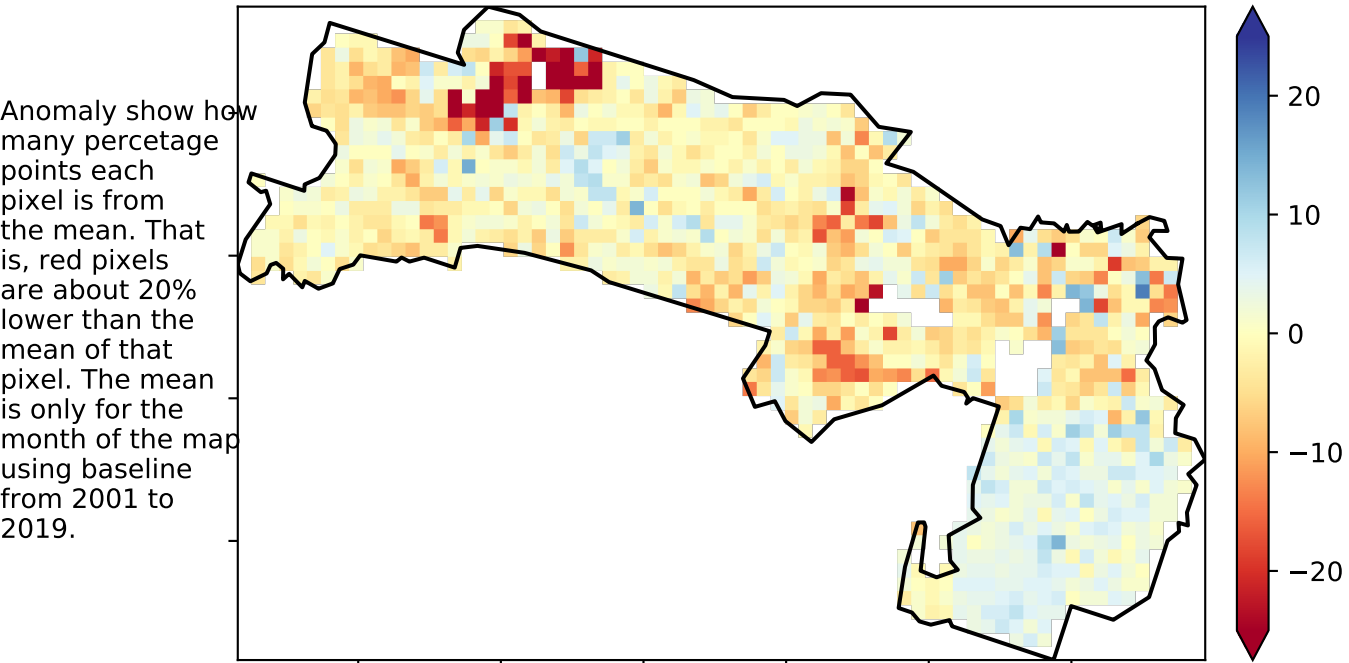 Anomaly show how
many percetage
points each
pixel is from
the mean. That
is, red pixels
are about 20%
lower than the
mean of that
pixel. The mean
is only for the
month of the map
using baseline
from 2001 to
2019.
20
10
0
−10
−20